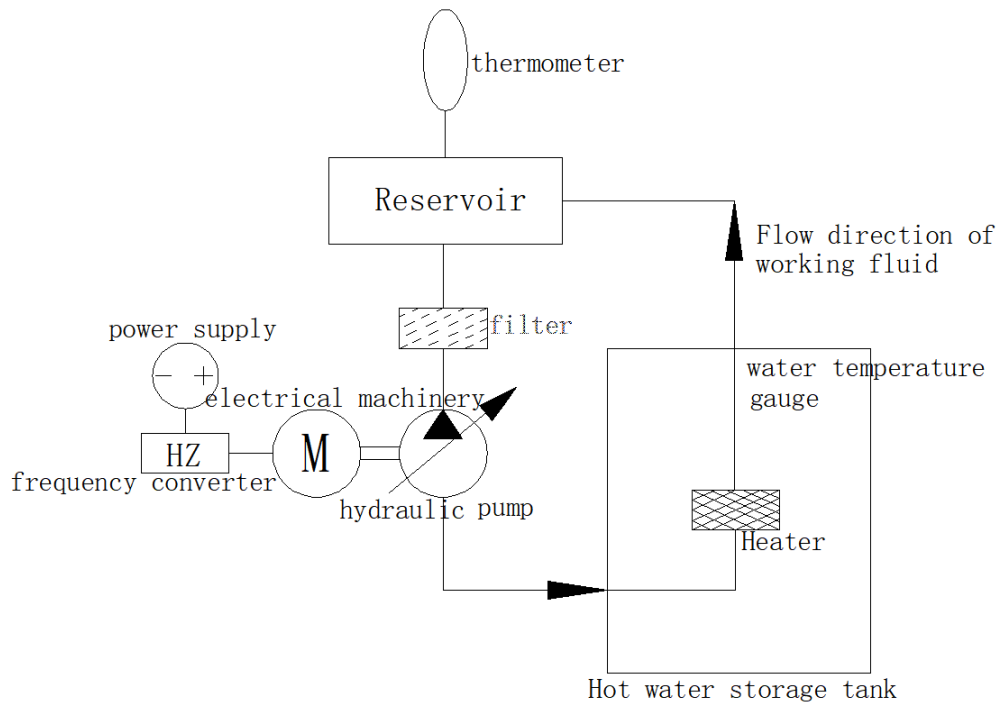 thermometer
Reservoir
Flow direction of
working fluid
filter
power supply
- +
water temperature
gauge
electrical machinery
HZ
M
frequency converter
hydraulic pump
Heater
Hot water storage tank